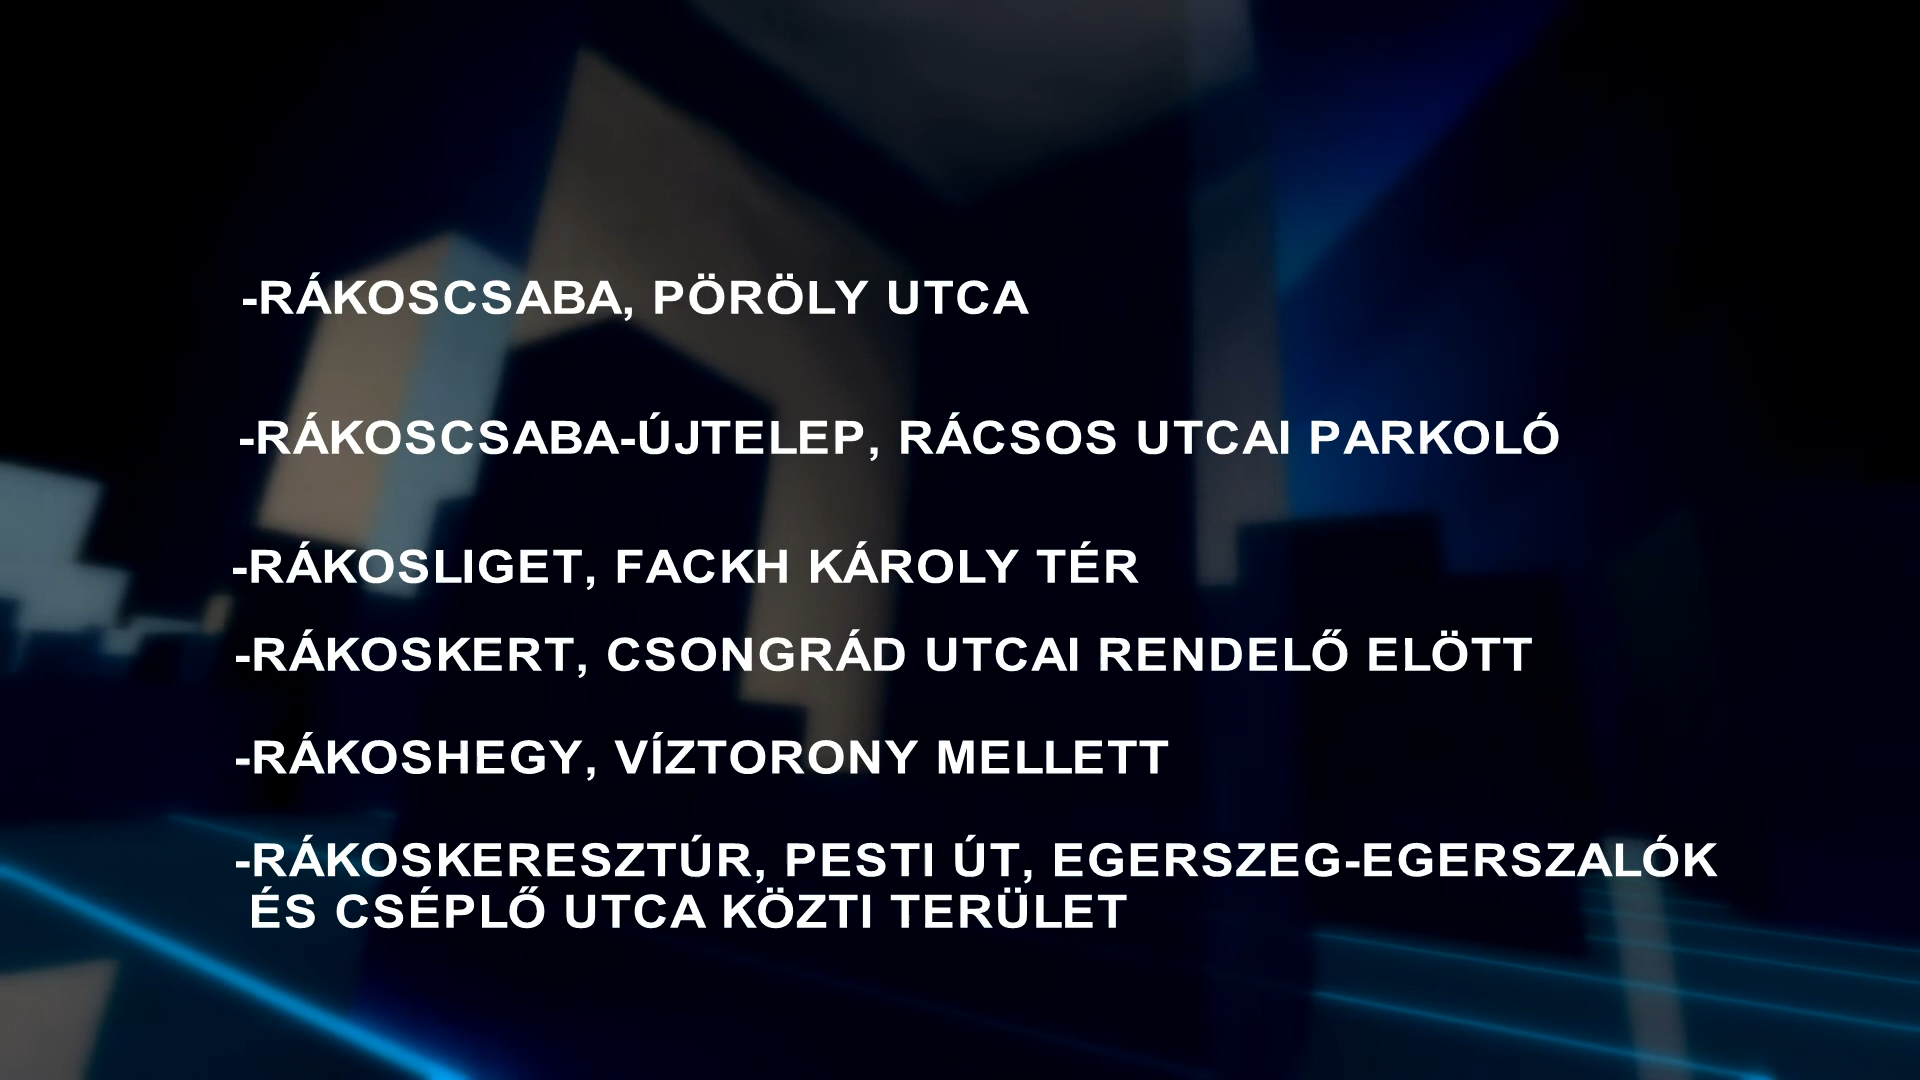 -RÁKOSCSABA, PÖRÖLY UTCA
-RÁKOSCSABA-ÚJTELEP, RÁCSOS UTCAI PARKOLÓ
-RÁKOSLIGET, FACKH KÁROLY TÉR
-RÁKOSKERT, CSONGRÁD UTCAI RENDELŐ ELÖTT
-RÁKOSHEGY, VÍZTORONY MELLETT
-RÁKOSKERESZTÚR, PESTI ÚT, EGERSZEG-EGERSZALÓK
ÉS CSÉPLŐ UTCA KÖZTI TERÜLET